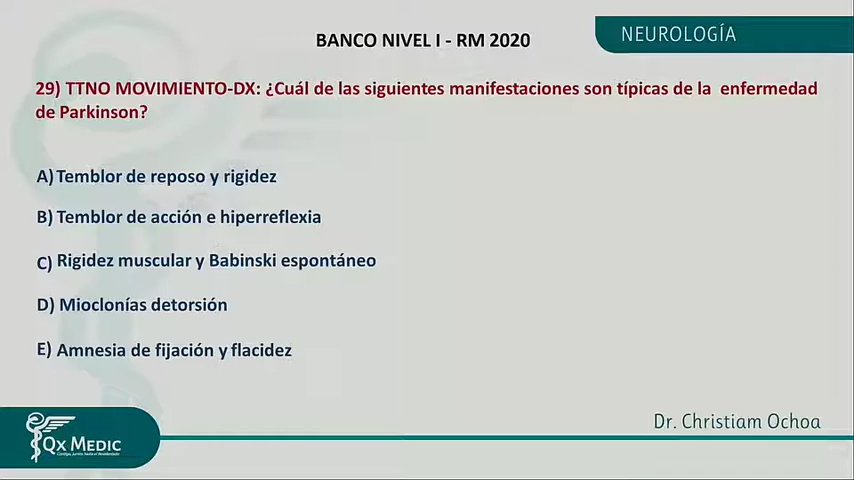 BANCO NIVEL I - RM 2020
NEUROLOGÍA
29) TTNO MOVIMIENTO-DX: ¿Cuál de las siguientes manifestaciones son típicas de la enfermedad
de Parkinson?
A) Temblor de reposo y rigidez
B) Temblor de acción e hiperreflexia
C) Rigidez muscular y Babinski espontáneo
D) Mioclonías detorsión
E) Amnesia de fijación y flacidez
Dr. Christiam Ochoa
QX MEDIC